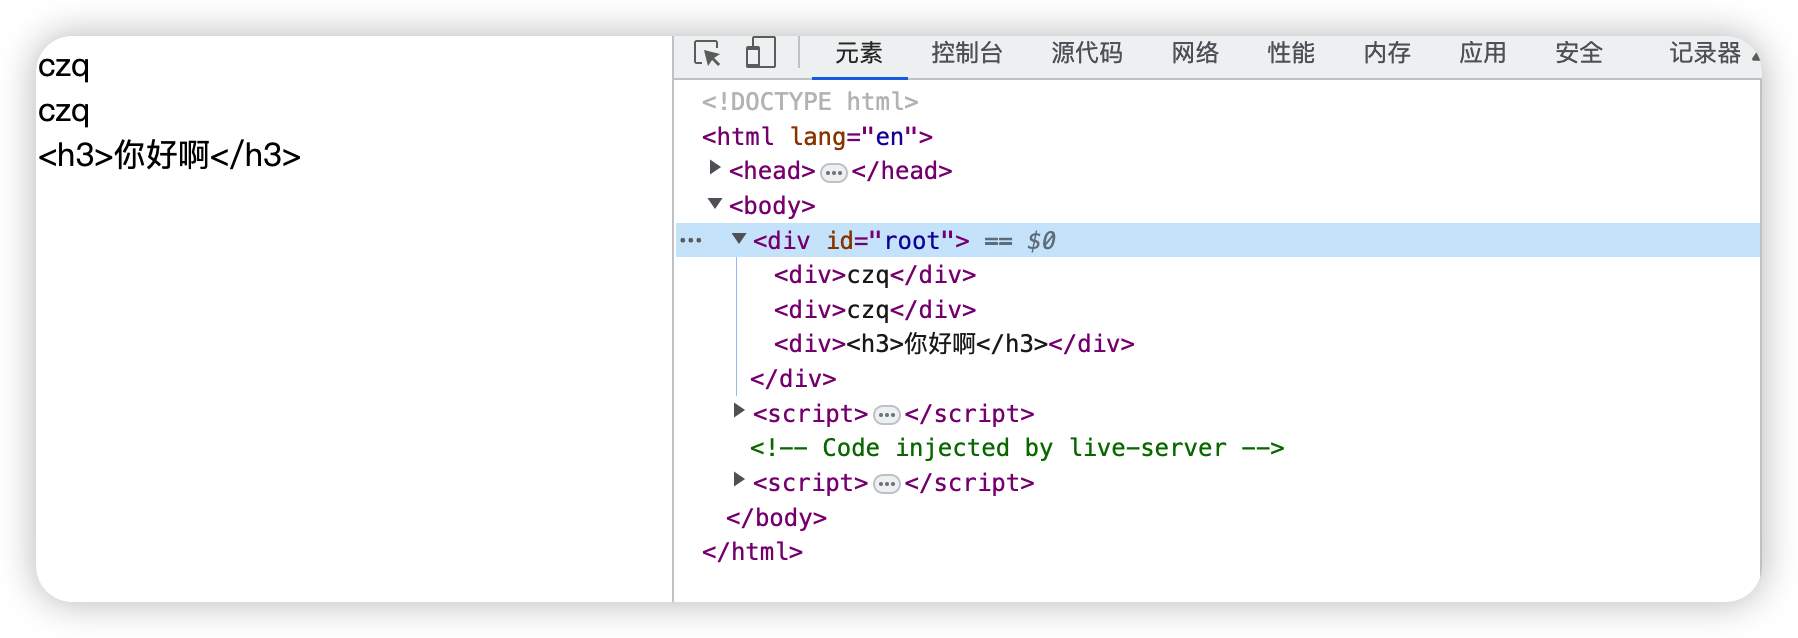 czq
czq
<h3>你好啊</h3>
元素 控制台 源代码 网络 性能 内存 应用 安全 记录器
<!DOCTYPE html>
<html lang="en">
<head>…</head>
<body>
<div id="root"> == $0
<div>czq</div>
<div>czq</div>
<div><h3>你好啊</h3></div>
</div>
<script>…</script>
<!-- Code injected by live-server -->
<script>…</script>
</body>
</html>